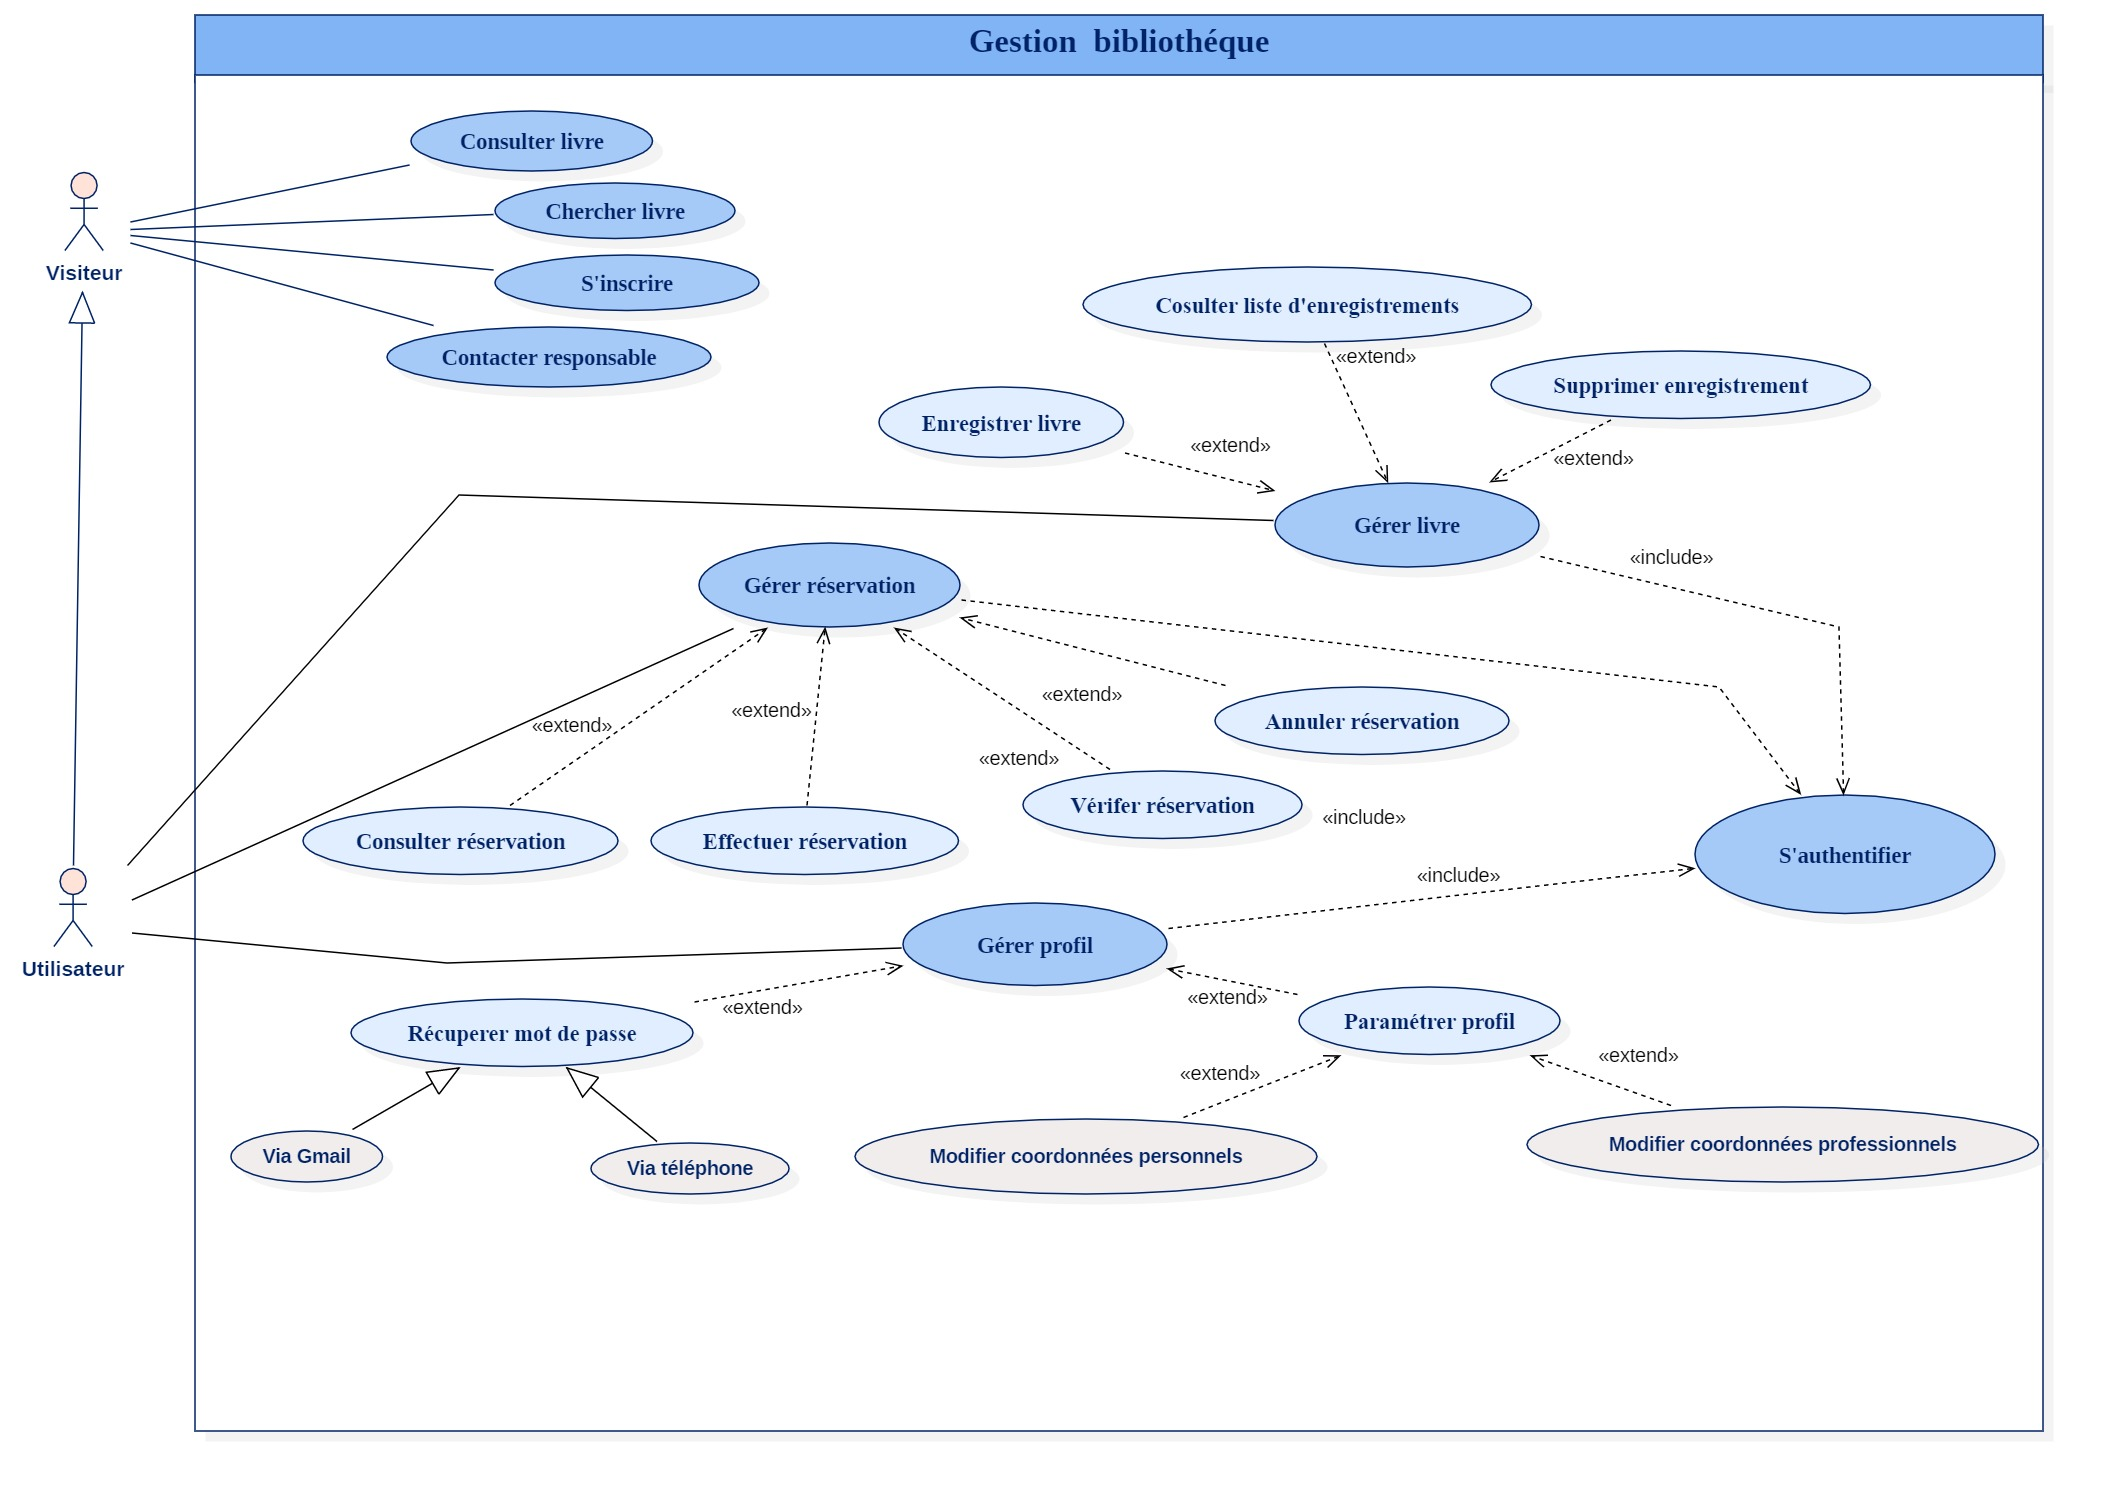 Gestion  bibliothéque
Consulter livre
Visiteur
Chercher livre
S'inscrire
Contacter responsable
Cosulter liste d'enregistrements
«extend»
Supprimer enregistrement
Enregistrer livre
«extend»
«extend»
Gérer livre
«include»
Gérer réservation
«extend»
«extend»
«extend»
Annuler réservation
«extend»
Vérifer réservation
«include»
Consulter réservation
Effectuer réservation
S'authentifier
«include»
Utilisateur
Gérer profil
«extend»
«extend»
Récuperer mot de passe
Paramétrer profil
«extend»
«extend»
Via Gmail
Via téléphone
Modifier coordonnées personnels
Modifier coordonnées professionnels